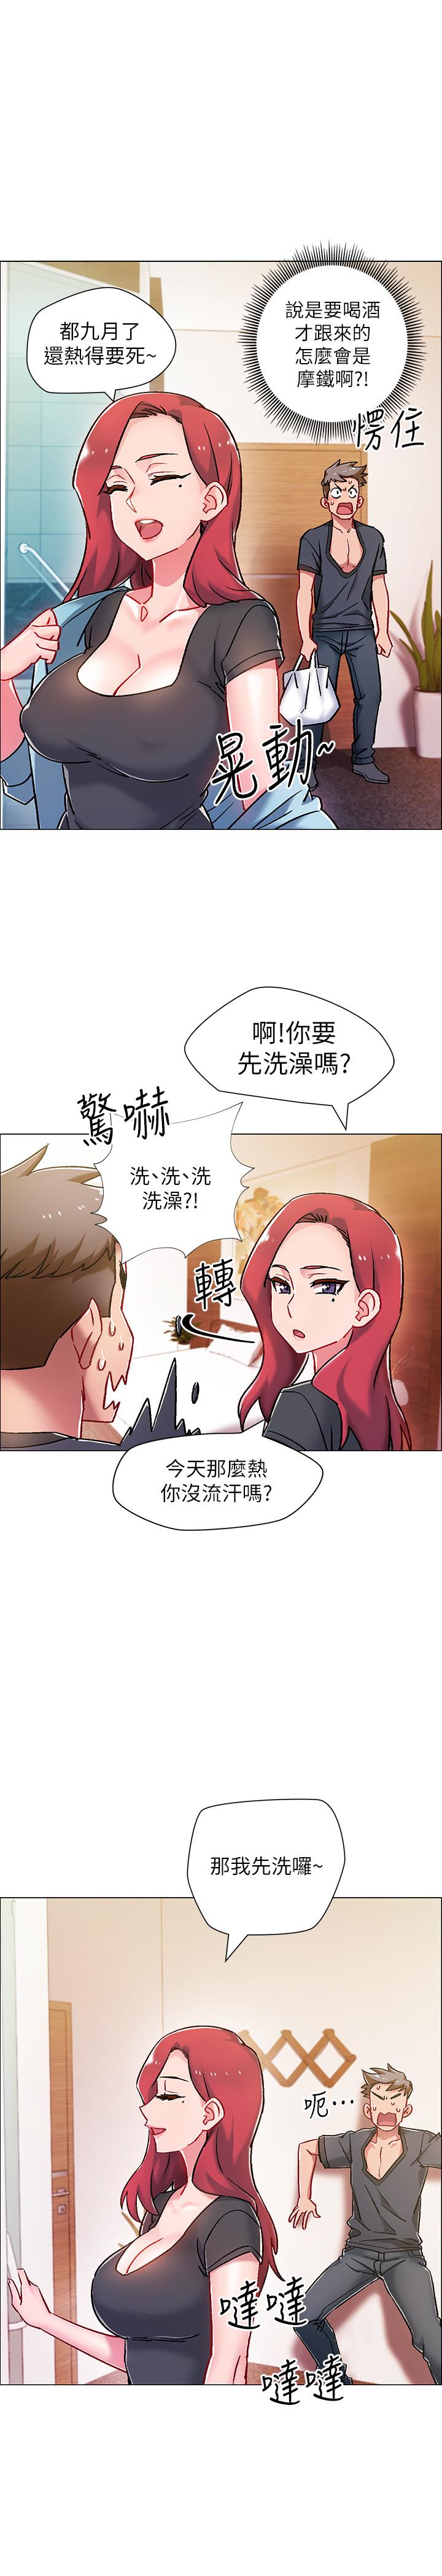 都九月了
還熱得要死~
說是要喝酒
才跟來的
怎麼會是
摩鐵啊?!
愣住
晃動~
啊!你要
先洗澡嗎?
驚嚇
洗、洗、洗
洗澡?!
轉
今天那麼熱
你沒流汗嗎?
那我先洗囉~
呃…
噠噠
噠噠